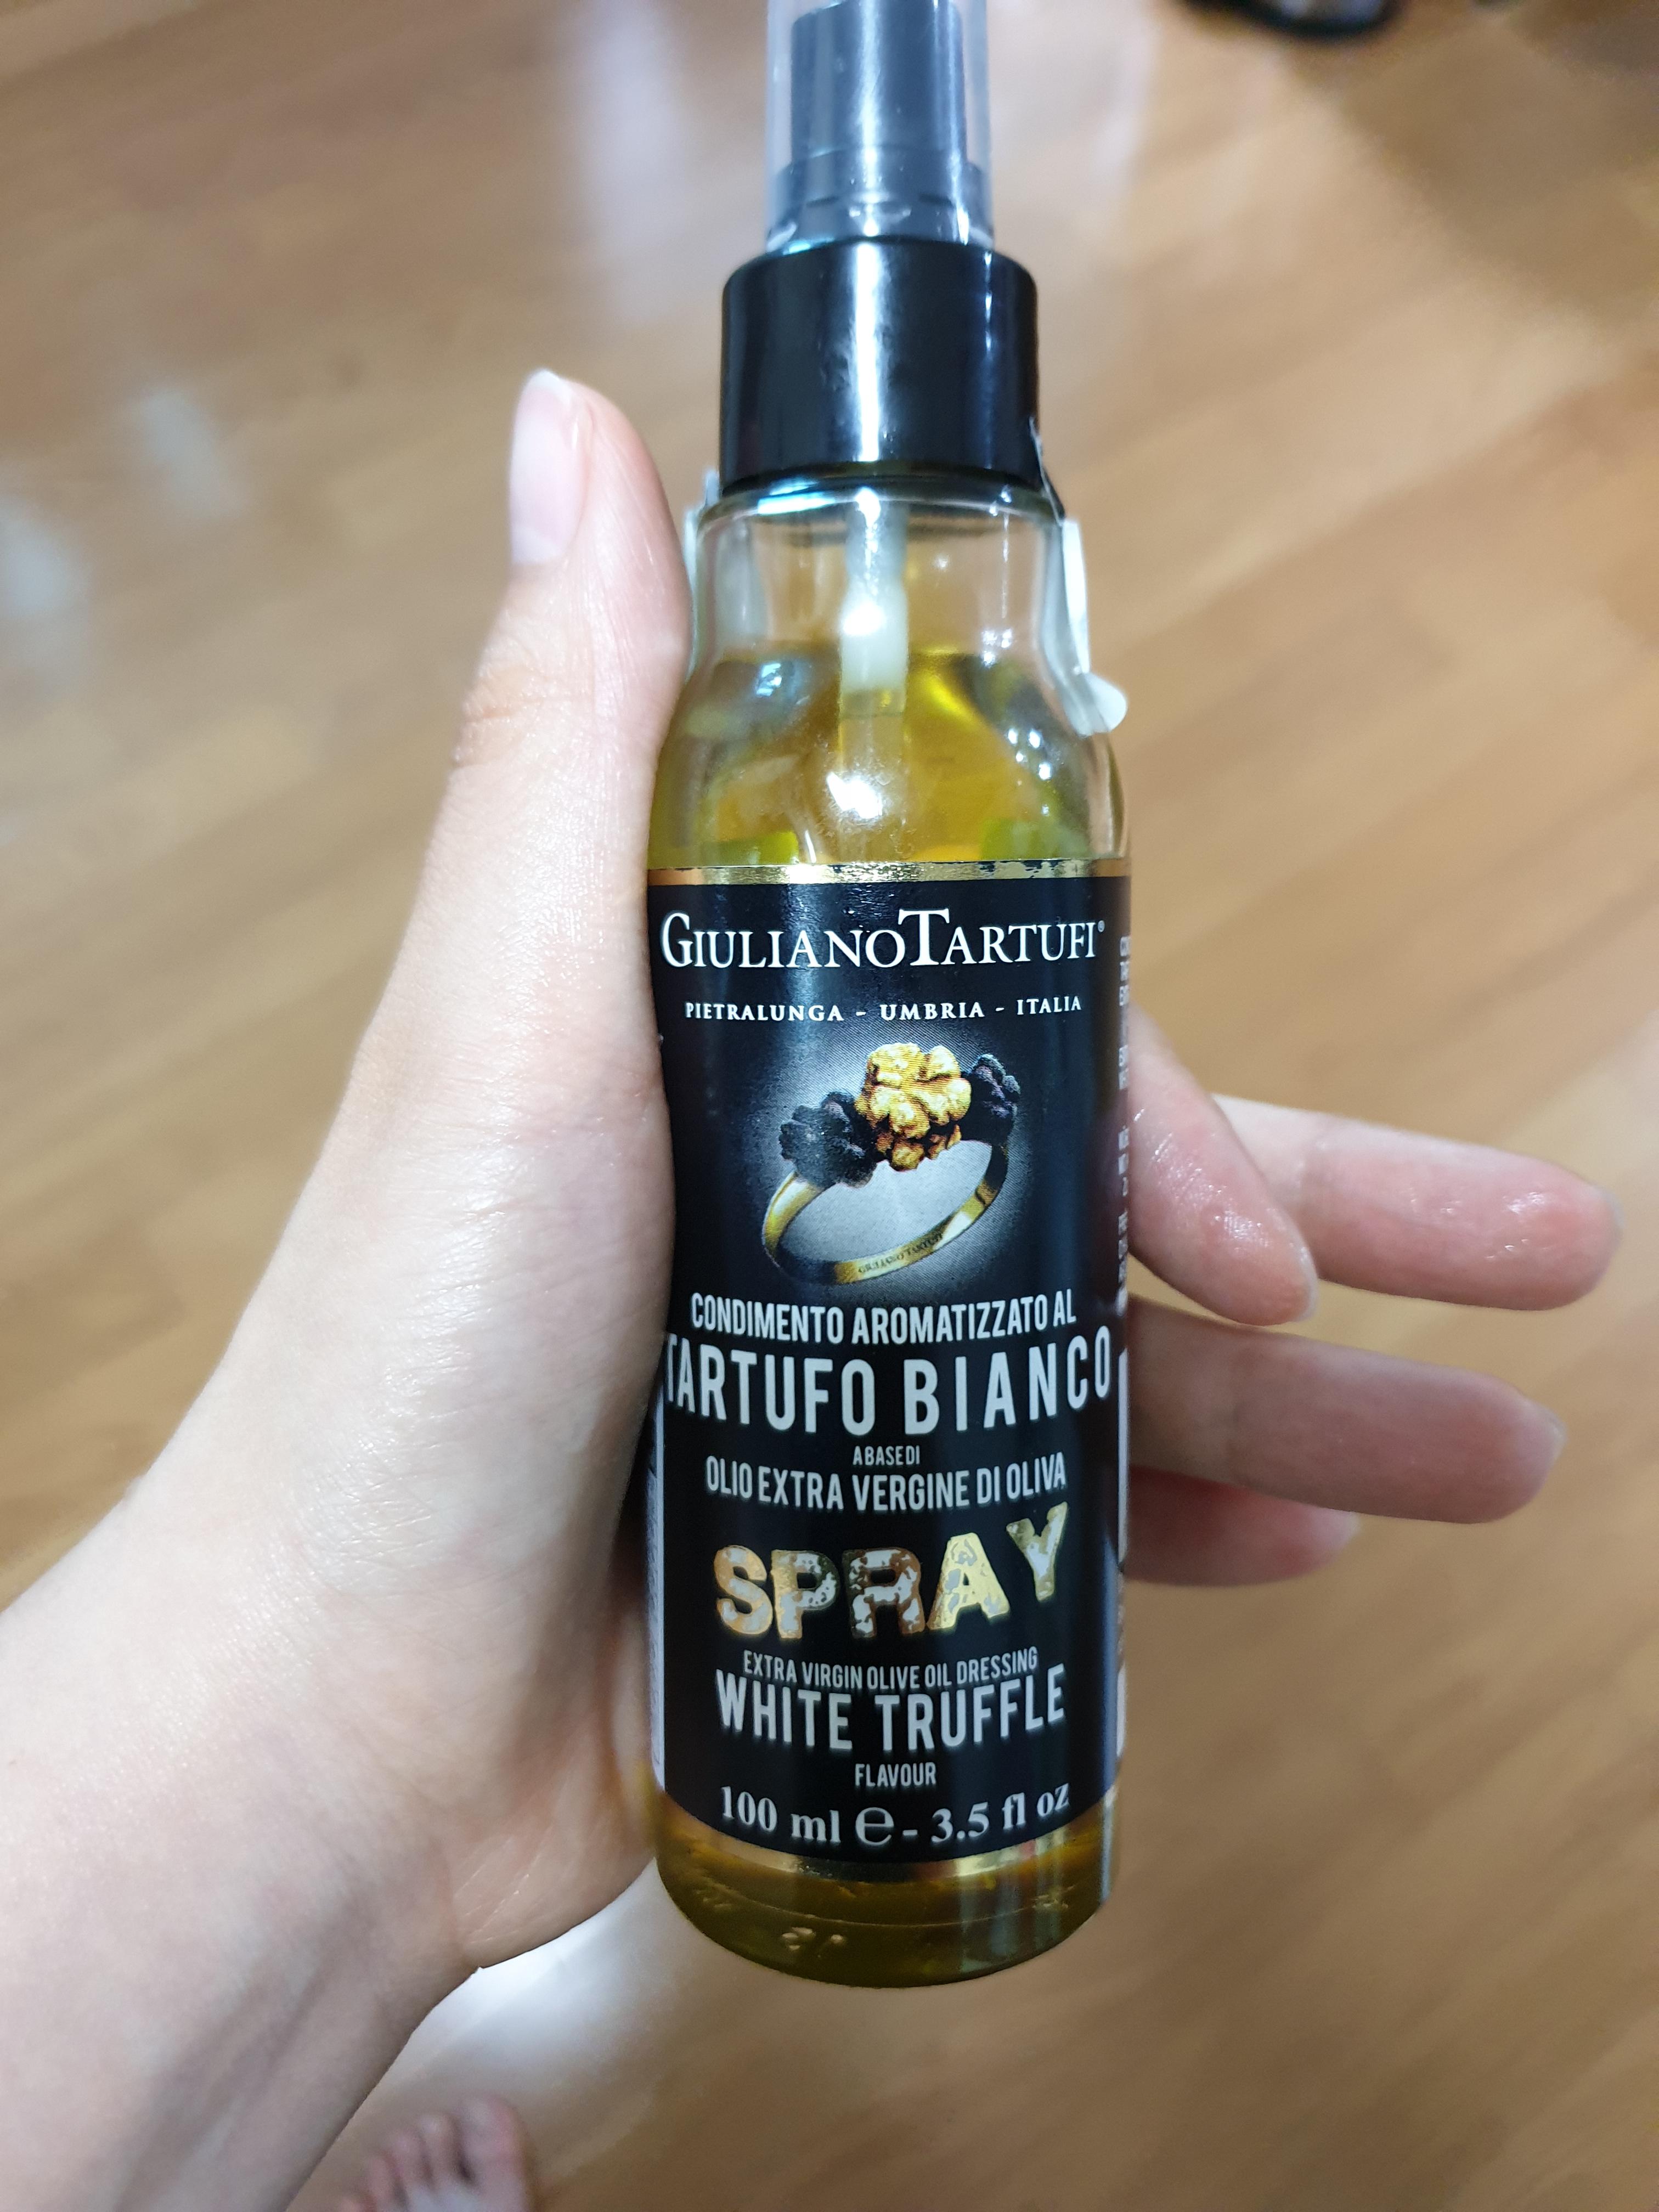 GIULIANOTARTUFI®
PIETRALUNGA - UMBRIA - ITALIA
GIULIANO TARTUFI
CONDIMENTO AROMATIZZATO AL
TARTUFO BIANCO
A BASE DI
OLIO EXTRA VERGINE DI OLIVA
SPRAY
EXTRA VIRGIN OLIVE OIL DRESSING
WHITE TRUFFLE
FLAVOUR
100 ml ℮ - 3.5 fl oz